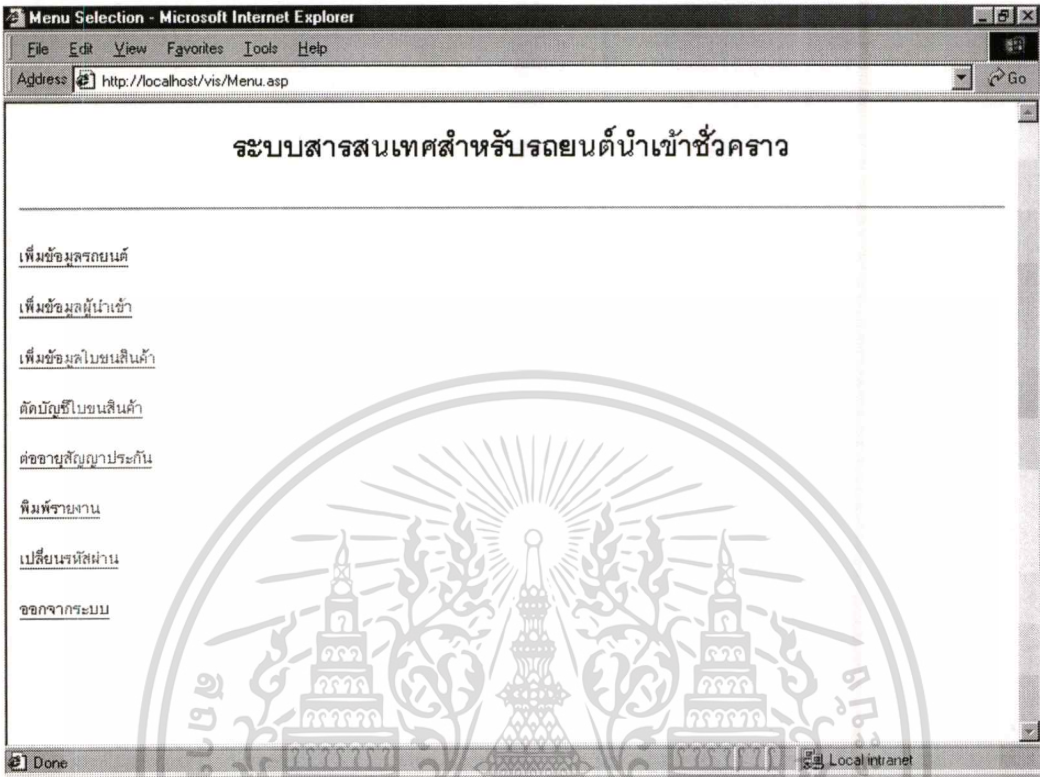 Menu Selection - Microsoft Internet Explorer
File Edit View Favorites Tools Help
Address http://localhost/vis/Menu.asp Go
ระบบสารสนเทศสำหรับรถยนต์นำเข้าชั่วคราว
เพิ่มข้อมูลรถยนต์
เพิ่มข้อมูลผู้นำเข้า
เพิ่มข้อมูลใบขนสินค้า
ตัดบัญชีใบขนสินค้า
ต่ออายุสัญญาประกัน
พิมพ์รายงาน
เปลี่ยนรหัสผ่าน
ออกจากระบบ
Done Local intranet